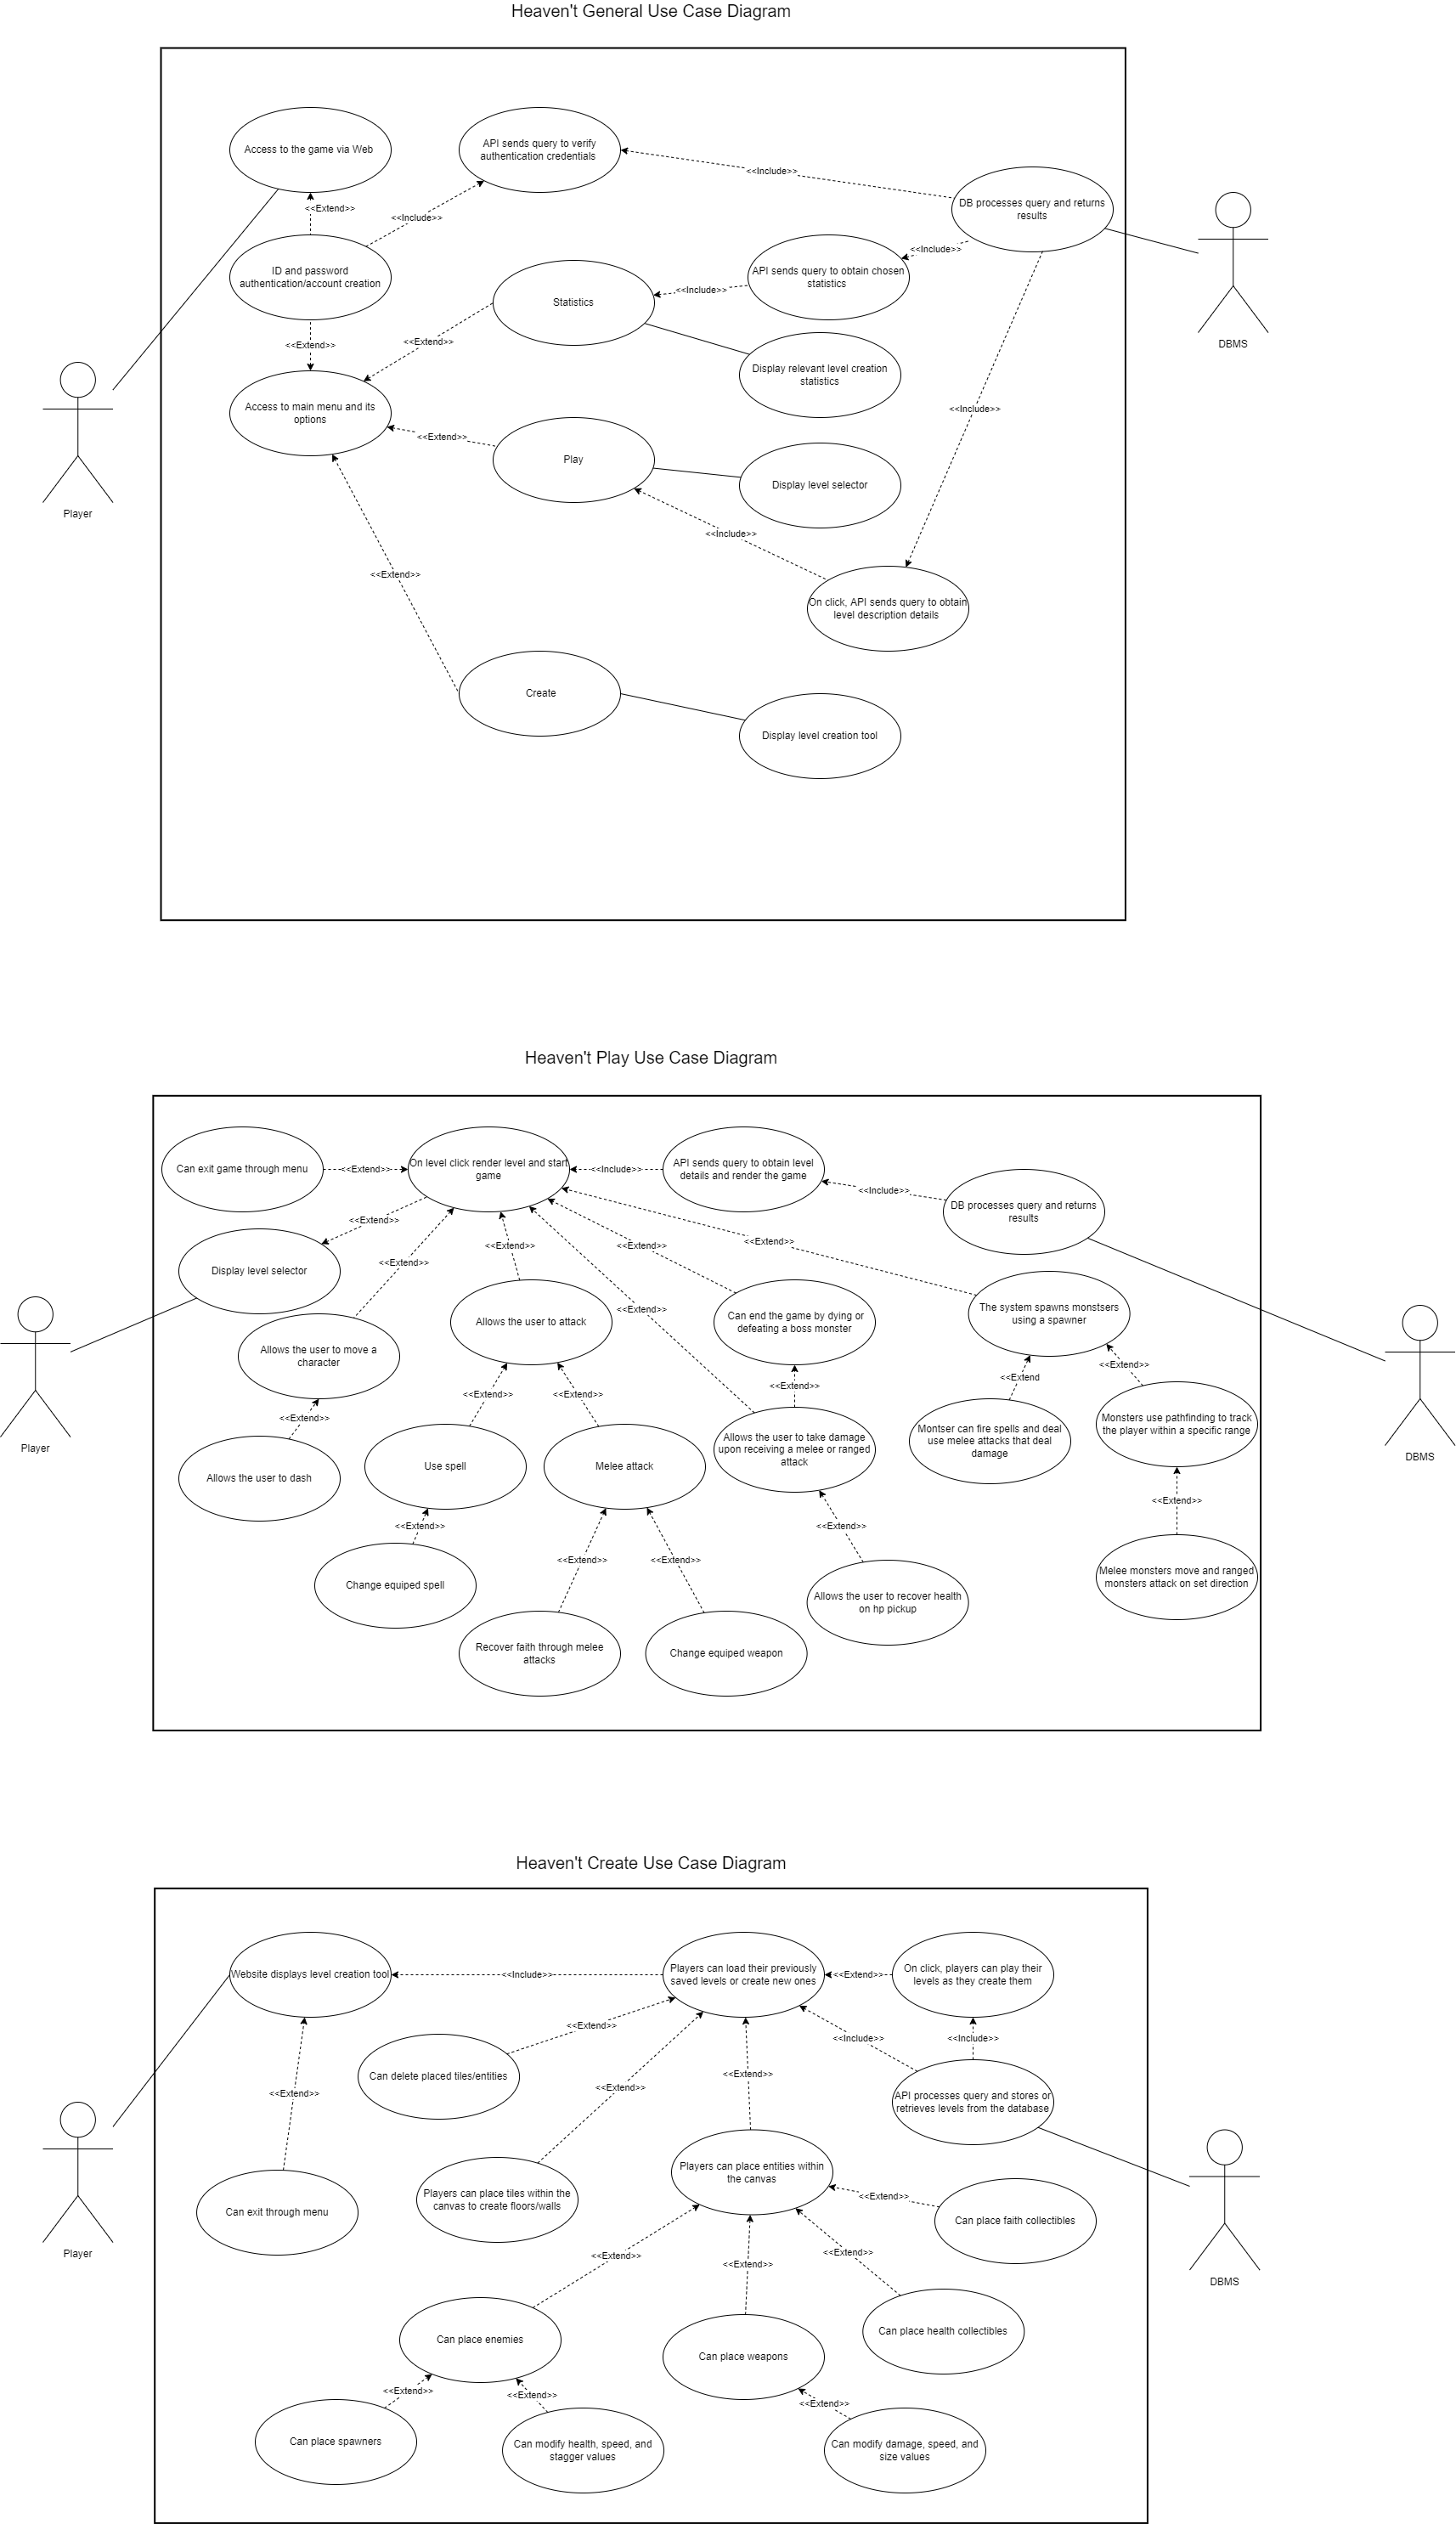 Heaven't General Use Case Diagram
Access to the game via Web
API sends query to verify
authentication credentials
<<Include>>
<<Extend>>
<<Include>>
DB processes query and returns
results
<<Include>>
ID and password
authentication/account creation
API sends query to obtain chosen
statistics
<<Include>>
Statistics
<<Extend>>
<<Extend>>
DBMS
Display relevant level creation
statistics
Access to main menu and its
options
<<Include>>
<<Extend>>
Play
Display level selector
Player
<<Include>>
<<Extend>>
On click, API sends query to obtain
level description details
Create
Display level creation tool
Heaven't Play Use Case Diagram
Can exit game through menu
<<Extend>>
On level click render level and start
game
<<Include>>
API sends query to obtain level
details and render the game
<<Include>>
DB processes query and returns
results
<<Extend>>
<<Extend>>
<<Extend>>
<<Extend>>
<<Extend>>
Display level selector
<<Extend>>
<<Extend>>
Allows the user to attack
Can end the game by dying or
defeating a boss monster
The system spawns monstsers
using a spawner
Allows the user to move a
character
<<Extend>>
<<Extend
<<Extend>>
<<Extend>>
<<Extend>>
<<Extend>>
Player
DBMS
Allows the user to take damage
upon receiving a melee or ranged
attack
Montser can fire spells and deal
use melee attacks that deal
damage
Monsters use pathfinding to track
the player within a specific range
Allows the user to dash
Use spell
Melee attack
<<Extend>>
<<Extend>>
<<Extend>>
<<Extend>>
<<Extend>>
Change equiped spell
Allows the user to recover health
on hp pickup
Melee monsters move and ranged
monsters attack on set direction
Recover faith through melee
attacks
Change equiped weapon
Heaven't Create Use Case Diagram
Website displays level creation tool
<<Include>>
Players can load their previously
saved levels or create new ones
<<Extend>>
On click, players can play their
levels as they create them
<<Extend>>
<<Include>>
<<Include>>
Can delete placed tiles/entities
<<Extend>>
<<Extend>>
<<Extend>>
API processes query and stores or
retrieves levels from the database
Players can place entities within
the canvas
Players can place tiles within the
canvas to create floors/walls
<<Extend>>
Can exit through menu
Can place faith collectibles
Player
<<Extend>>
<<Extend>>
<<Extend>>
DBMS
Can place enemies
Can place weapons
Can place health collectibles
<<Extend>>
<<Extend>>
<<Extend>>
Can place spawners
Can modify health, speed, and
stagger values
Can modify damage, speed, and
size values